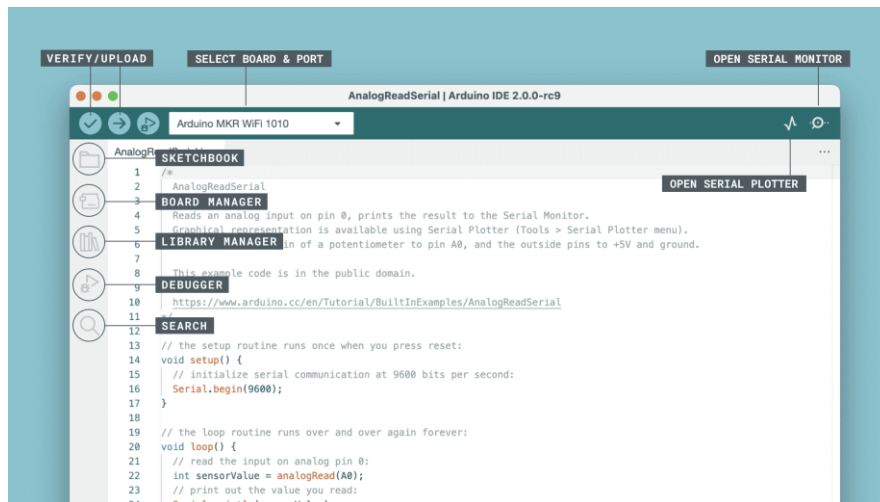 VERIFY/UPLOAD
SELECT BOARD & PORT
OPEN SERIAL MONITOR
AnalogReadSerial | Arduino IDE 2.0.0-rc9
Arduino MKR WiFi 1010
AnalogR
SKETCHBOOK
OPEN SERIAL PLOTTER
1 /*
2 AnalogReadSerial
3 BOARD MANAGER
4 Reads an analog input on pin 0, prints the result to the Serial Monitor.
5 Graphical representation is available using Serial Plotter (Tools > Serial Plotter menu).
6 LIBRARY MANAGER in of a potentiometer to pin A0, and the outside pins to +5V and ground.
7
8 This example code is in the public domain.
9 DEBUGGER
10 https://www.arduino.cc/en/Tutorial/BuiltInExamples/AnalogReadSerial
11 */
12 SEARCH
13 // the setup routine runs once when you press reset:
14 void setup() {
15 // initialize serial communication at 9600 bits per second:
16 Serial.begin(9600);
17 }
18
19 // the loop routine runs over and over again forever:
20 void loop() {
21 // read the input on analog pin 0:
22 int sensorValue = analogRead(A0);
23 // print out the value you read: